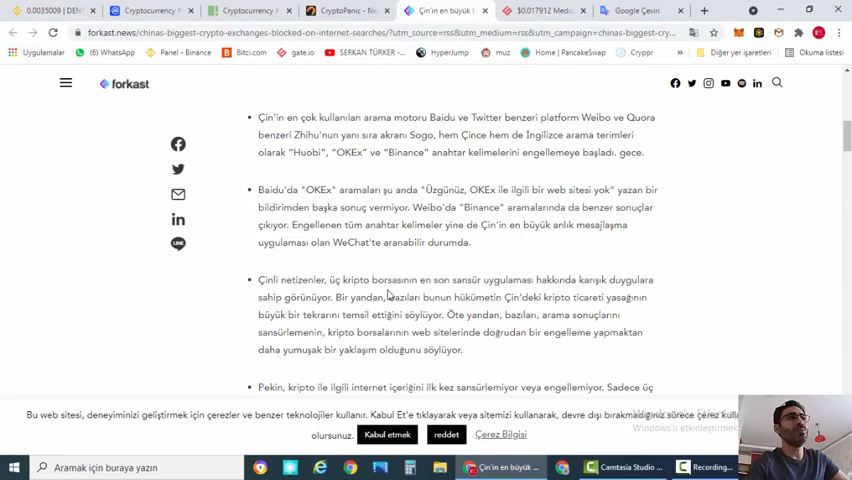 0.0035009 | DENT
Cryptocurrency P
Cryptocurrency P
CryptoPanic - Ne
Çin'in en büyük k
$0.017912 Medic
Google Çeviri
forkast.news/chinas-biggest-crypto-exchanges-blocked-on-internet-searches/?utm_source=rss&utm_medium=rss&utm_campaign=chinas-biggest-cry...
Uygulamalar
(6) WhatsApp
Panel - Binance
Bitci.com
gate.io
SERKAN TÜRKER -...
HyperJump
muz
Home | PancakeSwap
Cryppr
Diğer yer işaretleri
Okuma listesi
forkast
Çin'in en çok kullanılan arama motoru Baidu ve Twitter benzeri platform Weibo ve Quora
benzeri Zhihu'nun yanı sıra akranı Sogo, hem Çince hem de İngilizce arama terimleri
olarak "Huobi", "OKEx" ve "Binance" anahtar kelimelerini engellemeye başladı. gece.
Baidu'da "OKEx" aramaları şu anda "Üzgünüz, OKEx ile ilgili bir web sitesi yok" yazan bir
bildirimden başka sonuç vermiyor. Weibo'da "Binance" aramalarında da benzer sonuçlar
çıkıyor. Engellenen tüm anahtar kelimeler yine de Çin'in en büyük anlık mesajlaşma
uygulaması olan WeChat'te aranabilir durumda.
Çinli netizenler, üç kripto borsasının en son sansür uygulaması hakkında karışık duygulara
sahip görünüyor. Bir yandan, bazıları bunun hükümetin Çin'deki kripto ticareti yasağının
büyük bir tekrarını temsil ettiğini söylüyor. Öte yandan, bazıları, arama sonuçlarını
sansürlemenin, kripto borsalarının web sitelerinde doğrudan bir engelleme yapmaktan
daha yumuşak bir yaklaşım olduğunu söylüyor.
Pekin, kripto ile ilgili internet içeriğini ilk kez sansürlemiyor veya engellemiyor. Sadece üç
Bu web sitesi, deneyiminizi geliştirmek için çerezler ve benzer teknolojiler kullanır. Kabul Et'e tıklayarak veya sitemizi kullanarak, devre dışı bırakmadığınız sürece çerez kulla
olursunuz.
Kabul etmek
reddet
Çerez Bilgisi
Windows'u etkinleştirmek
Aramak için buraya yazın
Çin'in en büyük ...
Camtasia Studio ...
Recording...